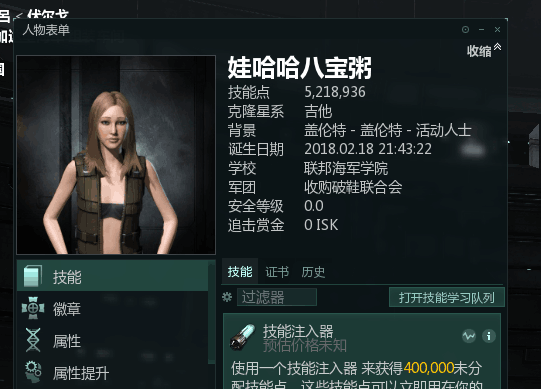 呂 < 伏尔戈
人物表单
收缩
娃哈哈八宝粥
技能点 5,218,936
克隆星系 吉他
背景 盖伦特 - 盖伦特 - 活动人士
诞生日期 2018.02.18 21:43:22
学校 联邦海军学院
军团 收购破鞋联合会
安全等级 0.0
追击赏金 0 ISK
技能 证书 历史
过滤器 打开技能学习队列
技能
徽章
属性
属性提升
技能注入器
预估价格未知
使用一个技能注入器 来获得400,000未分
配技能点，这些技能点可以立即用在你的